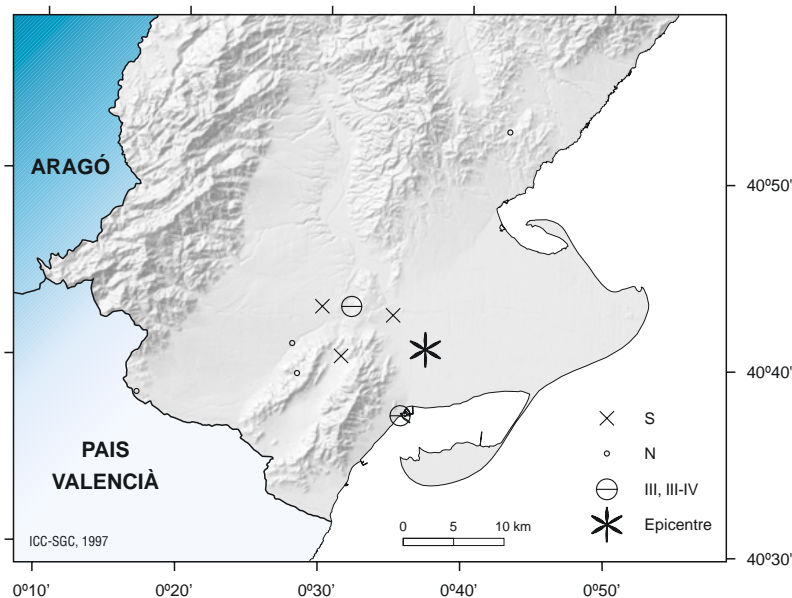 ARAGÓ
40º50'
40º40'
PAIS
VALENCIÀ
S
N
III, III-IV
Epicentre
0 5 10 km
ICC-SGC, 1997
40º30'
0º10' 0º20' 0º30' 0º40' 0º50'